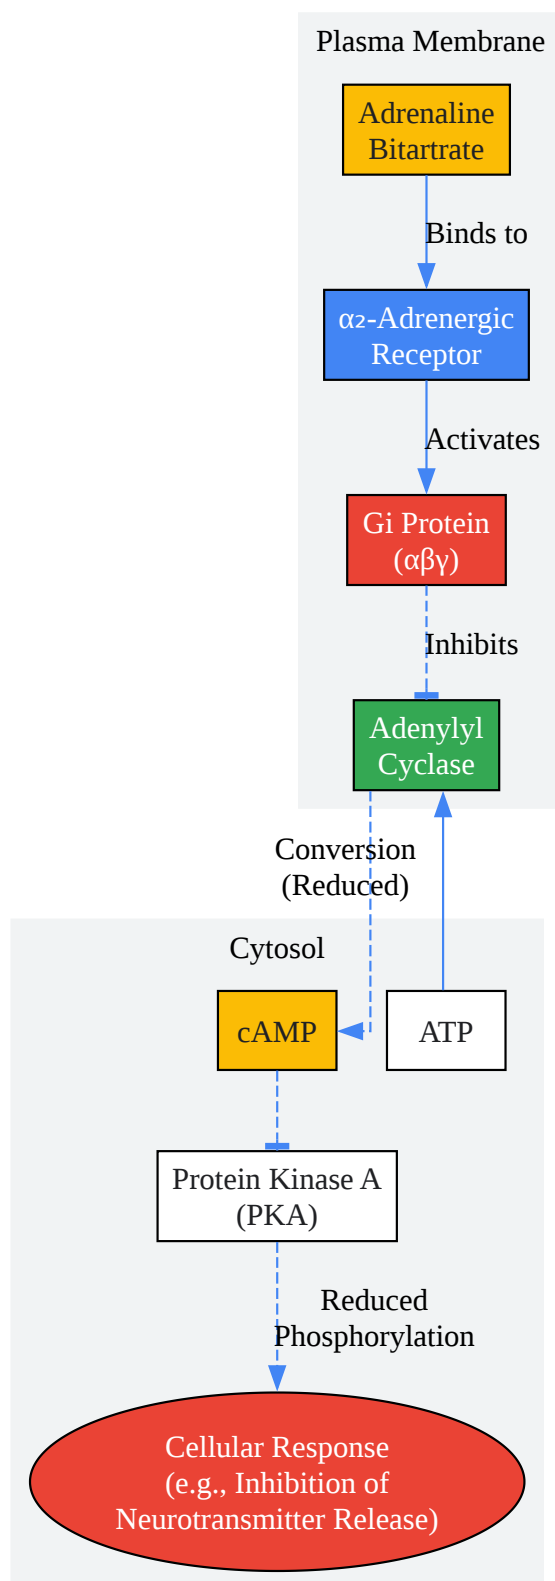 Plasma Membrane
Adrenaline
Bitartrate
Binds to
α₂-Adrenergic
Receptor
Activates
Gi Protein
(αβγ)
Inhibits
Adenylyl
Cyclase
Conversion
(Reduced)
Cytosol
cAMP
ATP
Protein Kinase A
(PKA)
Reduced
Phosphorylation
Cellular Response
(e.g., Inhibition of
Neurotransmitter Release)